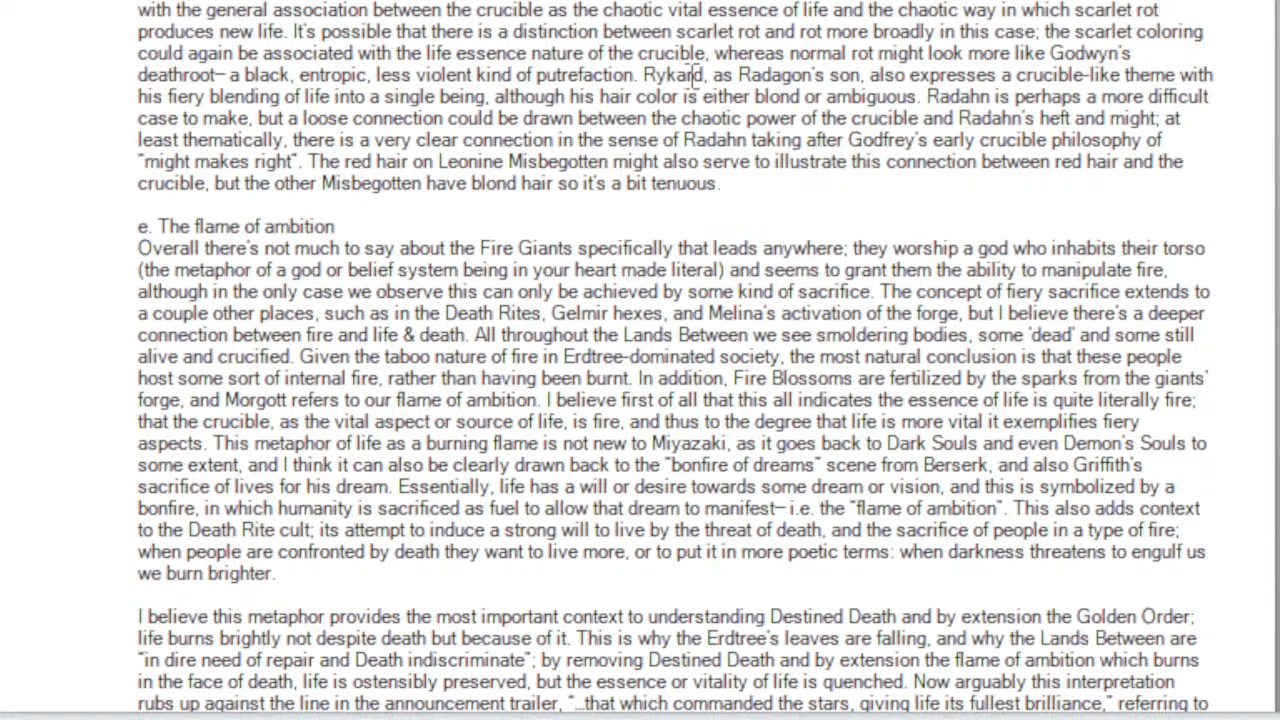 with the general association between the crucible as the chaotic vital essence of life and the chaotic way in which scarlet rot
produces new life. It's possible that there is a distinction between scarlet rot and rot more broadly in this case; the scarlet coloring
could again be associated with the life essence nature of the crucible, whereas normal rot might look more like Godwyn's
deathroot—a black, entropic, less violent kind of putrefaction. Rykard, as Radagon's son, also expresses a crucible-like theme with
his fiery blending of life into a single being, although his hair color is either blond or ambiguous. Radahn is perhaps a more difficult
case to make, but a loose connection could be drawn between the chaotic power of the crucible and Radahn's heft and might; at
least thematically, there is a very clear connection in the sense of Radahn taking after Godfrey's early crucible philosophy of
"might makes right". The red hair on Leonine Misbegotten might also serve to illustrate this connection between red hair and the
crucible, but the other Misbegotten have blond hair so it's a bit tenuous.
e. The flame of ambition
Overall there's not much to say about the Fire Giants specifically that leads anywhere; they worship a god who inhabits their torso
(the metaphor of a god or belief system being in your heart made literal) and seems to grant them the ability to manipulate fire,
although in the only case we observe this can only be achieved by some kind of sacrifice. The concept of fiery sacrifice extends to
a couple other places, such as in the Death Rites, Gelmir hexes, and Melina's activation of the forge, but I believe there's a deeper
connection between fire and life & death. All throughout the Lands Between we see smoldering bodies, some 'dead' and some still
alive and crucified. Given the taboo nature of fire in Erdtree-dominated society, the most natural conclusion is that these people
host some sort of internal fire, rather than having been burnt. In addition, Fire Blossoms are fertilized by the sparks from the giants'
forge, and Morgott refers to our flame of ambition. I believe first of all that this all indicates the essence of life is quite literally fire;
that the crucible, as the vital aspect or source of life, is fire, and thus to the degree that life is more vital it exemplifies fiery
aspects. This metaphor of life as a burning flame is not new to Miyazaki, as it goes back to Dark Souls and even Demon's Souls to
some extent, and I think it can also be clearly drawn back to the "bonfire of dreams" scene from Berserk, and also Griffith's
sacrifice of lives for his dream. Essentially, life has a will or desire towards some dream or vision, and this is symbolized by a
bonfire, in which humanity is sacrificed as fuel to allow that dream to manifest—i.e. the "flame of ambition". This also adds context
to the Death Rite cult; its attempt to induce a strong will to live by the threat of death, and the sacrifice of people in a type of fire;
when people are confronted by death they want to live more, or to put it in more poetic terms: when darkness threatens to engulf us
we burn brighter.
I believe this metaphor provides the most important context to understanding Destined Death and by extension the Golden Order;
life burns brightly not despite death but because of it. This is why the Erdtree's leaves are falling, and why the Lands Between are
"in dire need of repair and Death indiscriminate"; by removing Destined Death and by extension the flame of ambition which burns
in the face of death, life is ostensibly preserved, but the essence or vitality of life is quenched. Now arguably this interpretation
rubs up against the line in the announcement trailer, "...that which commanded the stars, giving life its fullest brilliance," referring to